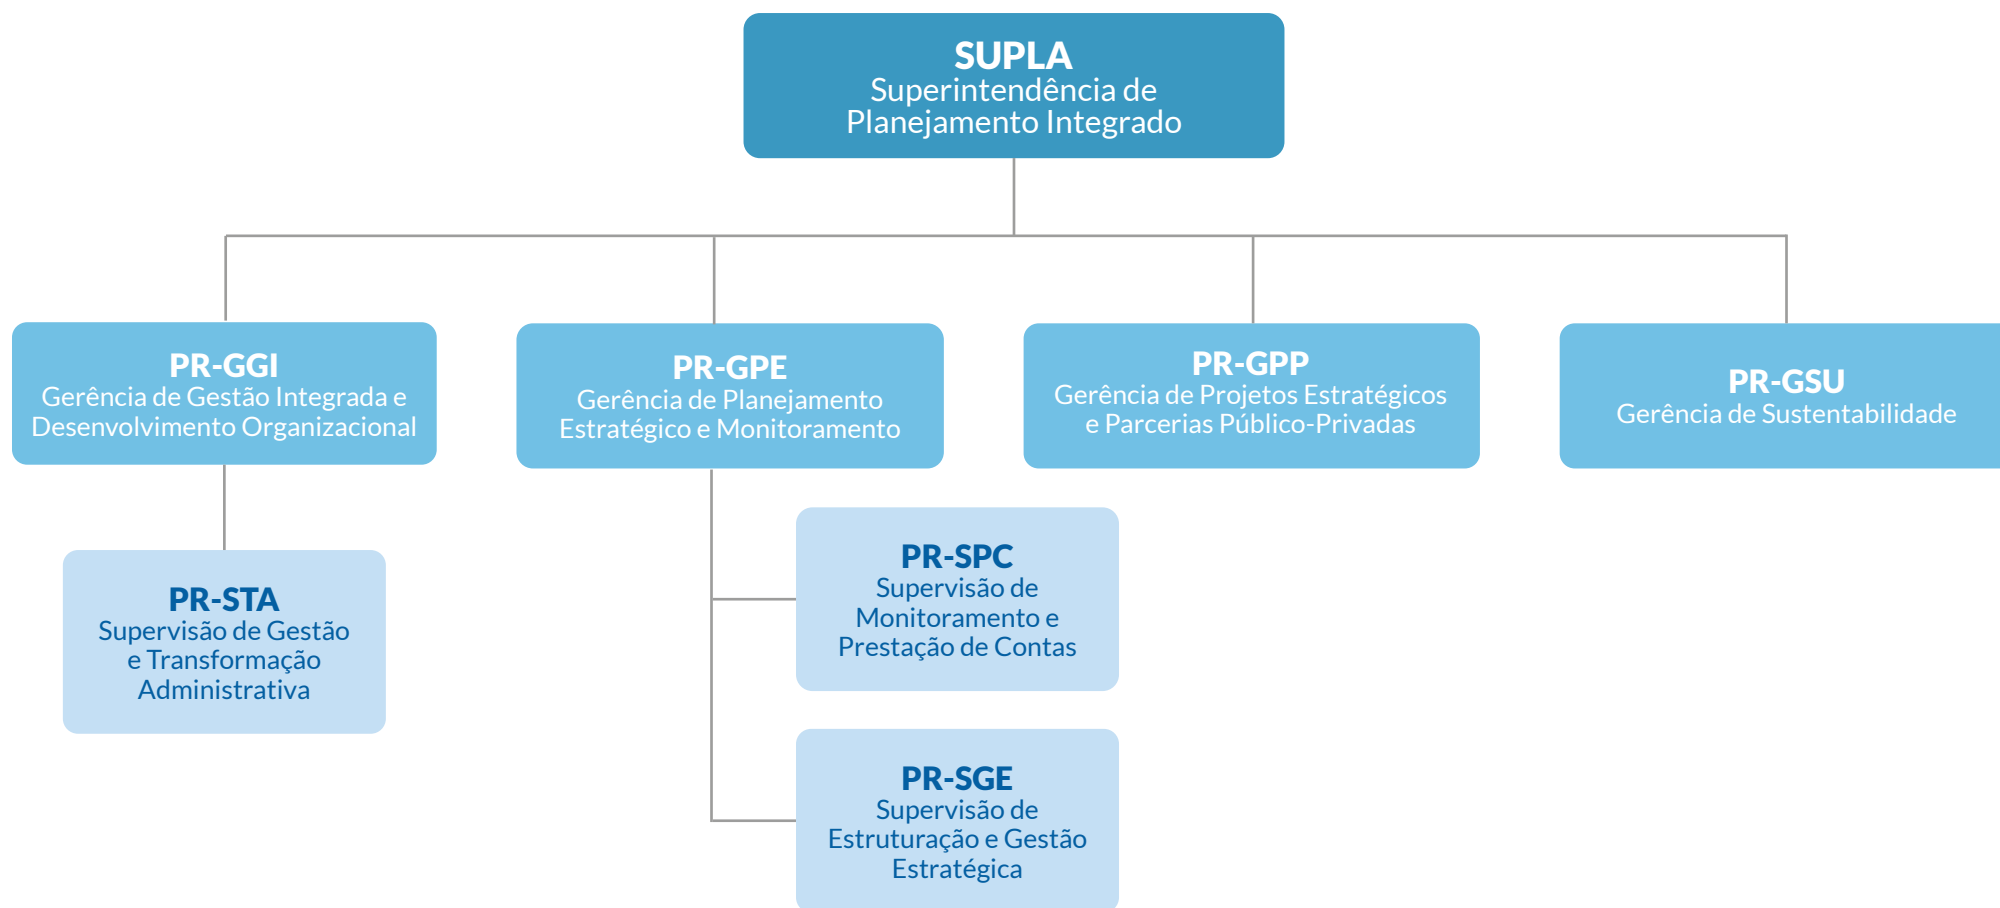 SUPLA
Superintendência de
Planejamento Integrado
PR-GGI
Gerência de Gestão Integrada e
Desenvolvimento Organizacional
PR-GPE
Gerência de Planejamento
Estratégico e Monitoramento
PR-GPP
Gerência de Projetos Estratégicos
e Parcerias Público-Privadas
PR-GSU
Gerência de Sustentabilidade
PR-STA
Supervisão de Gestão
e Transformação
Administrativa
PR-SPC
Supervisão de
Monitoramento e
Prestação de Contas
PR-SGE
Supervisão de
Estruturação e Gestão
Estratégica